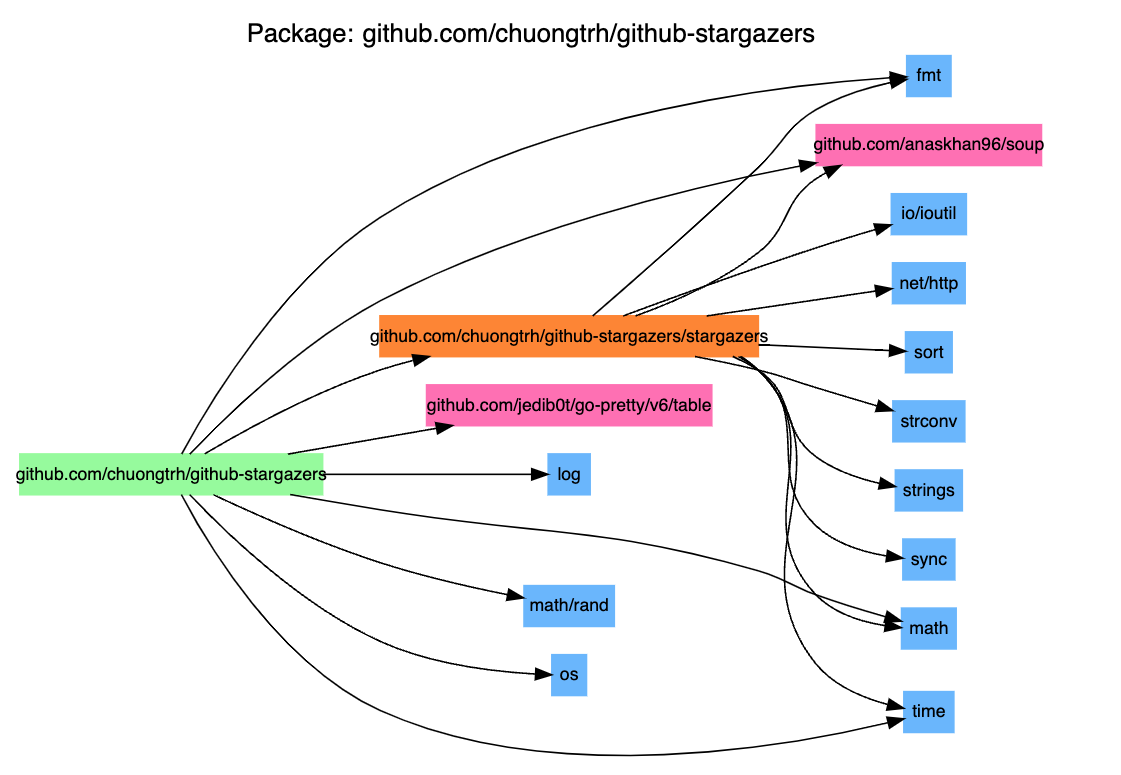 Package: github.com/chuongtrh/github-stargazers
fmt
github.com/anaskhan96/soup
io/ioutil
net/http
github.com/chuongtrh/github-stargazers/stargazers
sort
github.com/jedib0t/go-pretty/v6/table
strconv
github.com/chuongtrh/github-stargazers
log
strings
sync
math/rand
math
os
time